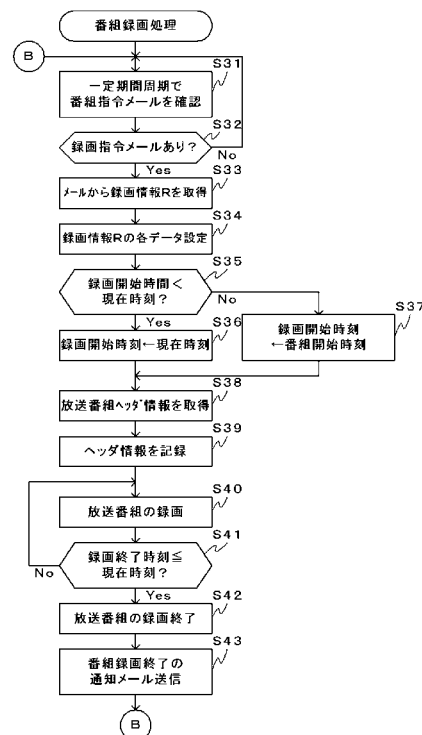 番組録画処理
B
S31
一定期間周期で
番組指令メールを確認
S32
録画指令メールあり?
No
Yes
S33
メールから録画情報Rを取得
S34
録画情報Rの各データ設定
S35
録画開始時間<
現在時刻?
No
Yes
S36
録画開始時刻←現在時刻
S37
録画開始時刻
←番組開始時刻
S38
放送番組ヘッダ情報を取得
S39
ヘッダ情報を記録
S40
放送番組の録画
S41
録画終了時刻≦
現在時刻?
No
Yes
S42
放送番組の録画終了
S43
番組録画終了の
通知メール送信
B